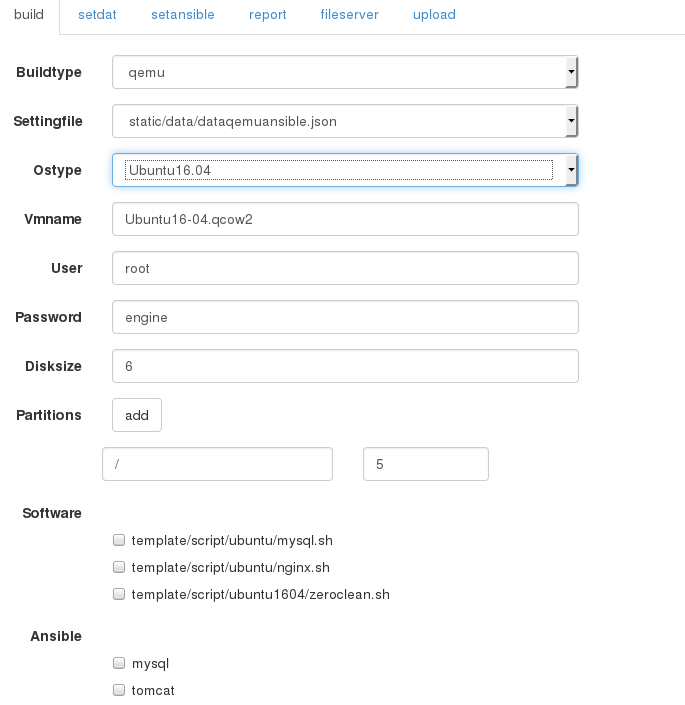 build setdat setansible report fileserver upload
Buildtype qemu
Settingfile static/data/dataqemuansible.json
Ostype Ubuntu16.04
Vmname Ubuntu16-04.qcow2
User root
Password engine
Disksize 6
Partitions add
/ 5
Software
template/script/ubuntu/mysql.sh
template/script/ubuntu/nginx.sh
template/script/ubuntu1604/zeroclean.sh
Ansible
mysql
tomcat